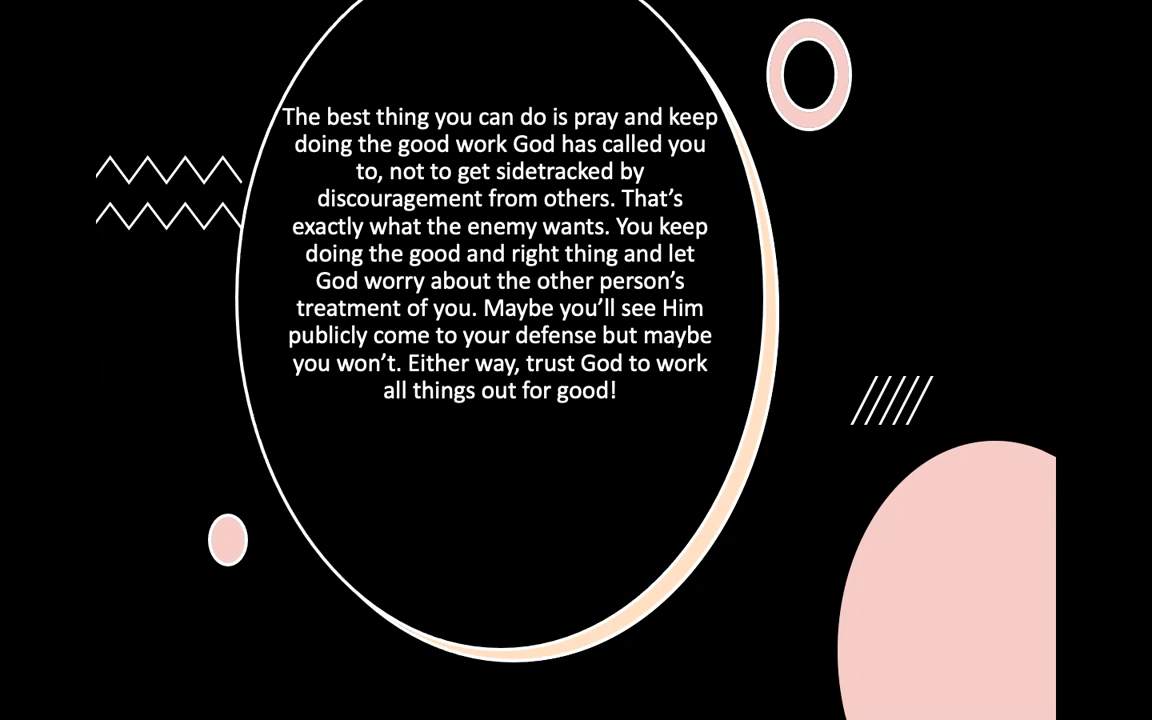 The best thing you can do is pray and keep
doing the good work God has called you
to, not to get sidetracked by
discouragement from others. That’s
exactly what the enemy wants. You keep
doing the good and right thing and let
God worry about the other person’s
treatment of you. Maybe you’ll see Him
publicly come to your defense but maybe
you won’t. Either way, trust God to work
all things out for good!